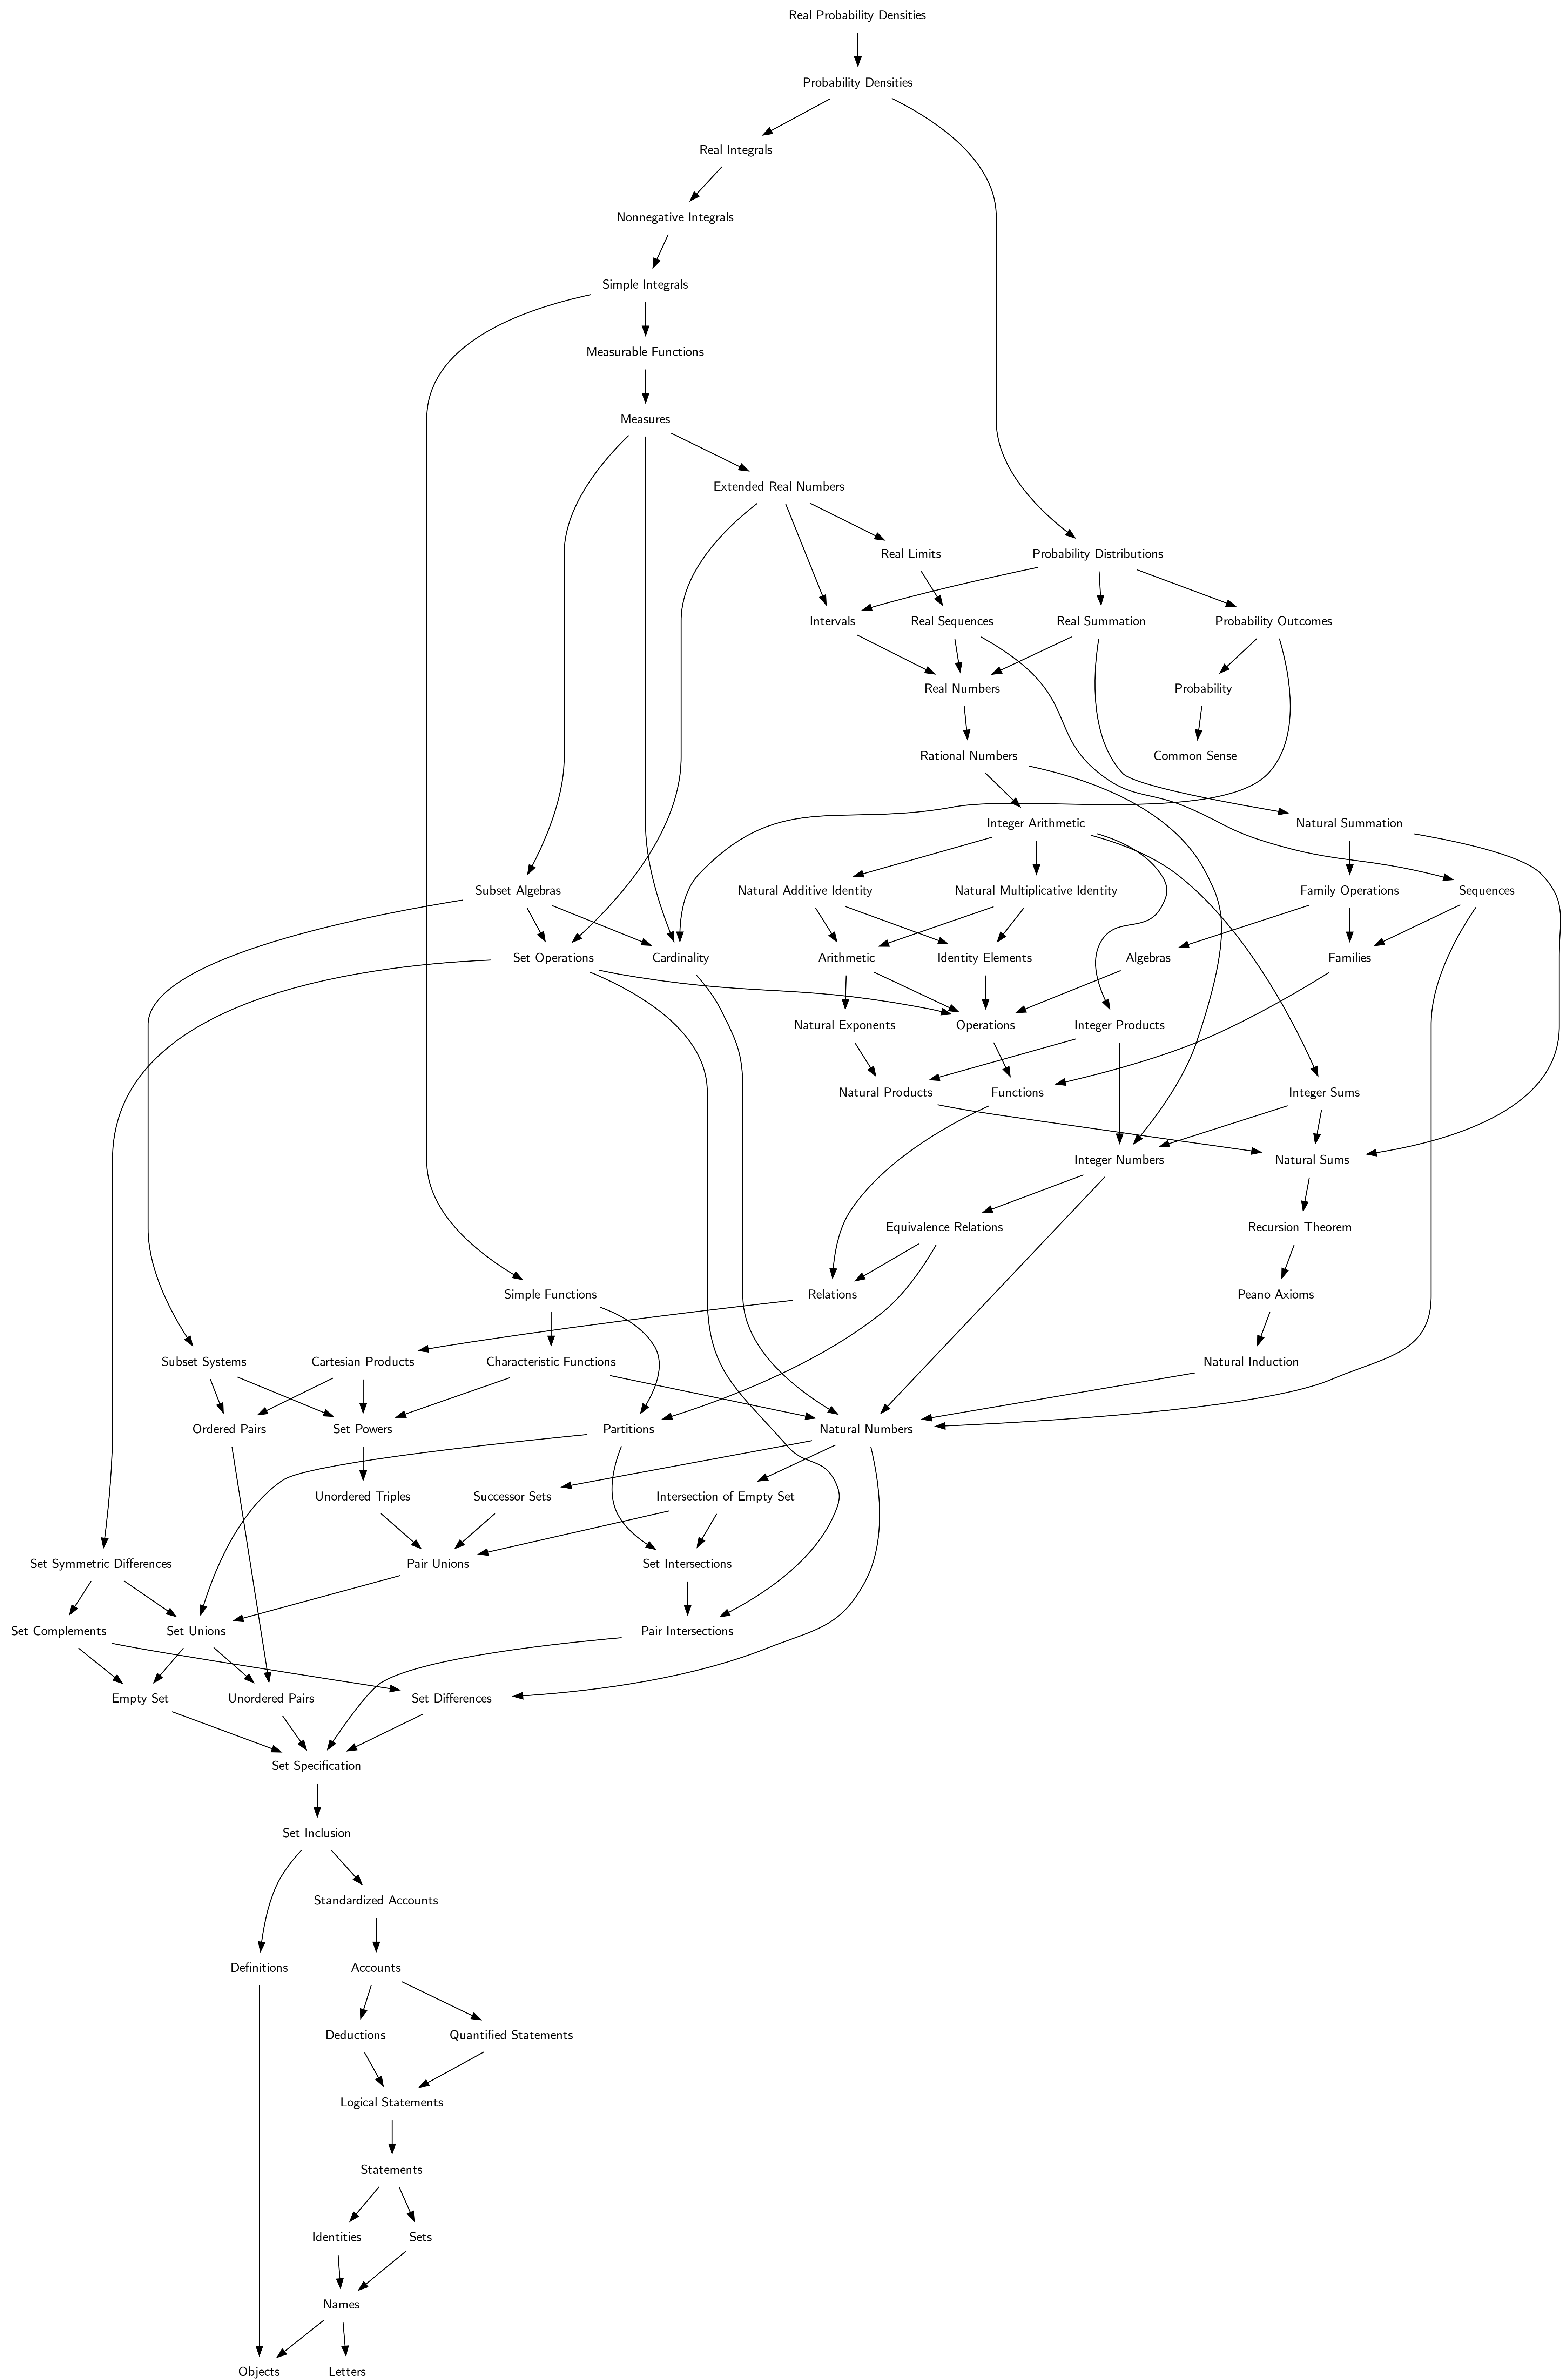 Real Probability Densities
Probability Densities
Real Integrals
Nonnegative Integrals
Simple Integrals
Measurable Functions
Measures
Extended Real Numbers
Real Limits
Probability Distributions
Intervals
Real Sequences
Real Summation
Probability Outcomes
Real Numbers
Probability
Rational Numbers
Common Sense
Integer Arithmetic
Natural Summation
Subset Algebras
Natural Additive Identity
Natural Multiplicative Identity
Family Operations
Sequences
Set Operations
Cardinality
Arithmetic
Identity Elements
Algebras
Families
Natural Exponents
Operations
Integer Products
Natural Products
Functions
Integer Sums
Integer Numbers
Natural Sums
Equivalence Relations
Recursion Theorem
Simple Functions
Relations
Peano Axioms
Subset Systems
Cartesian Products
Characteristic Functions
Natural Induction
Ordered Pairs
Set Powers
Partitions
Natural Numbers
Unordered Triples
Successor Sets
Intersection of Empty Set
Set Symmetric Differences
Pair Unions
Set Intersections
Set Complements
Set Unions
Pair Intersections
Empty Set
Unordered Pairs
Set Differences
Set Specification
Set Inclusion
Standardized Accounts
Definitions
Accounts
Deductions
Quantified Statements
Logical Statements
Statements
Identities
Sets
Names
Objects
Letters